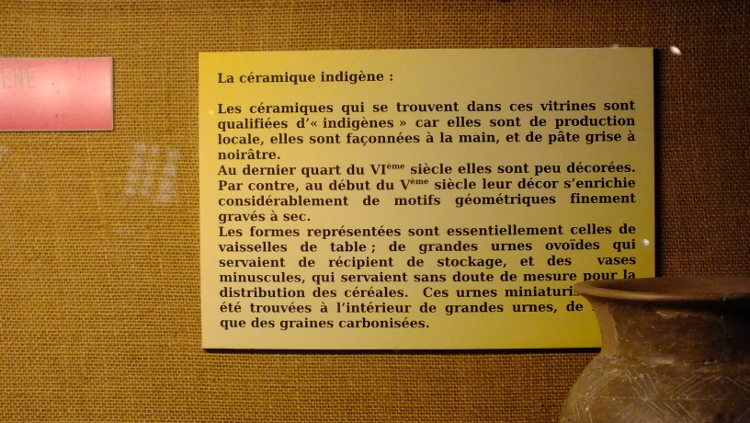 La céramique indigène :
Les céramiques qui se trouvent dans ces vitrines sont
qualifiées d'« indigènes » car elles sont de production
locale, elles sont façonnées à la main, et de pâte grise à
noirâtre.
Au dernier quart du VIème siècle elles sont peu décorées.
Par contre, au début du Vème siècle leur décor s'enrichie
considérablement de motifs géométriques finement
gravés à sec.
Les formes représentées sont essentiellement celles de
vaisselles de table ; de grandes urnes ovoïdes qui
servaient de récipient de stockage, et des vases
minuscules, qui servaient sans doute de mesure pour la
distribution des céréales. Ces urnes
été trouvées à l'intérieur de grandes urnes, de
que des graines carbonisées.